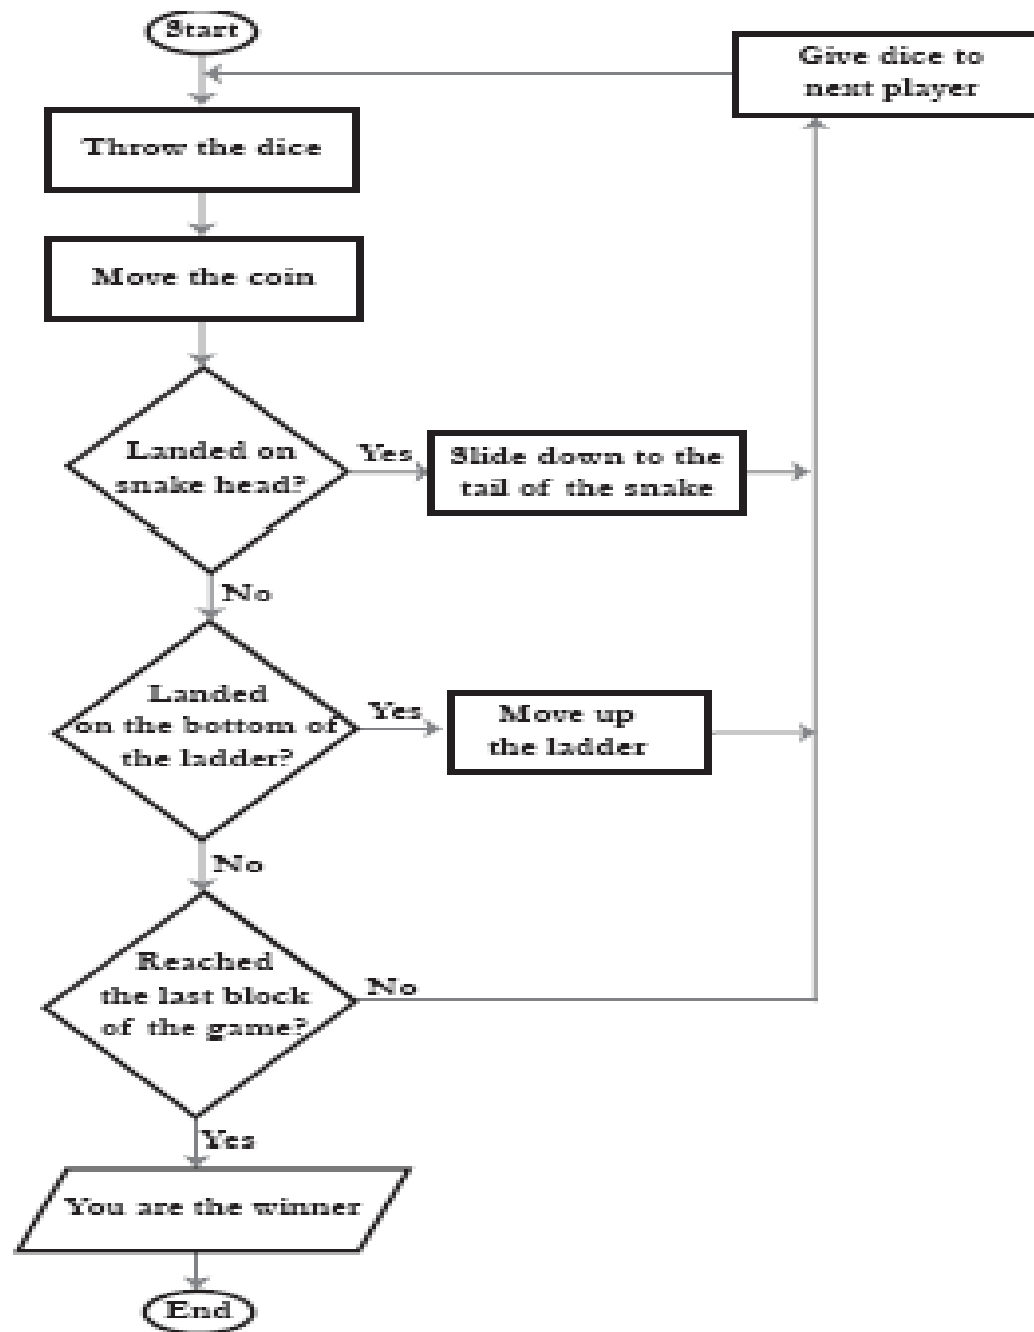 Start
Give dice to
next player
Throw the dice
Move the coin
Landed on
snake head?
Yes
Slide down to the
tail of the snake
No
Landed
on the bottom of
the ladder?
Yes
Move up
the ladder
No
Reached
the last block
of the game?
No
Yes
You are the winner
End